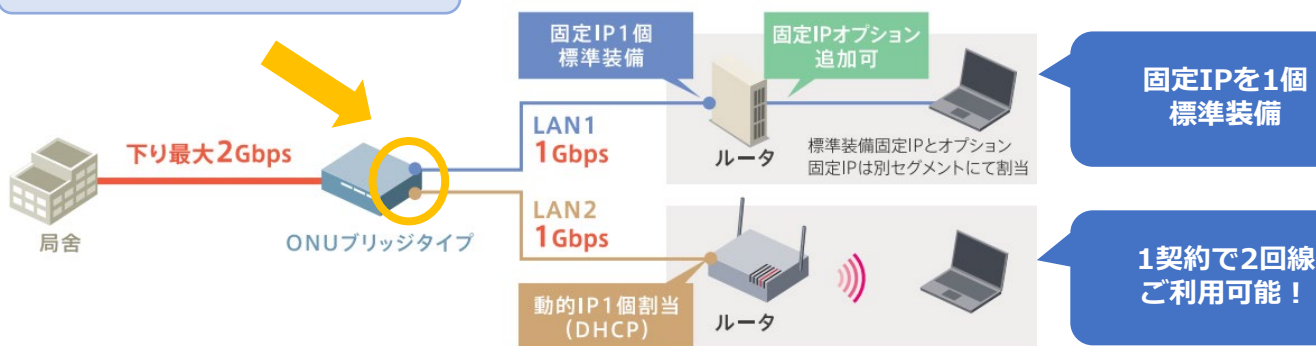 固定IP1個
標準装備
固定IPオプション
追加可
固定IPを1個
標準装備
下り最大2Gbps
LAN1
1Gbps
ルータ
標準装備固定IPとオプション
固定IPは別セグメントにて割当
局舎
ONUブリッジタイプ
LAN2
1Gbps
動的IP1個割当
(DHCP)
ルータ
1契約で2回線
ご利用可能！